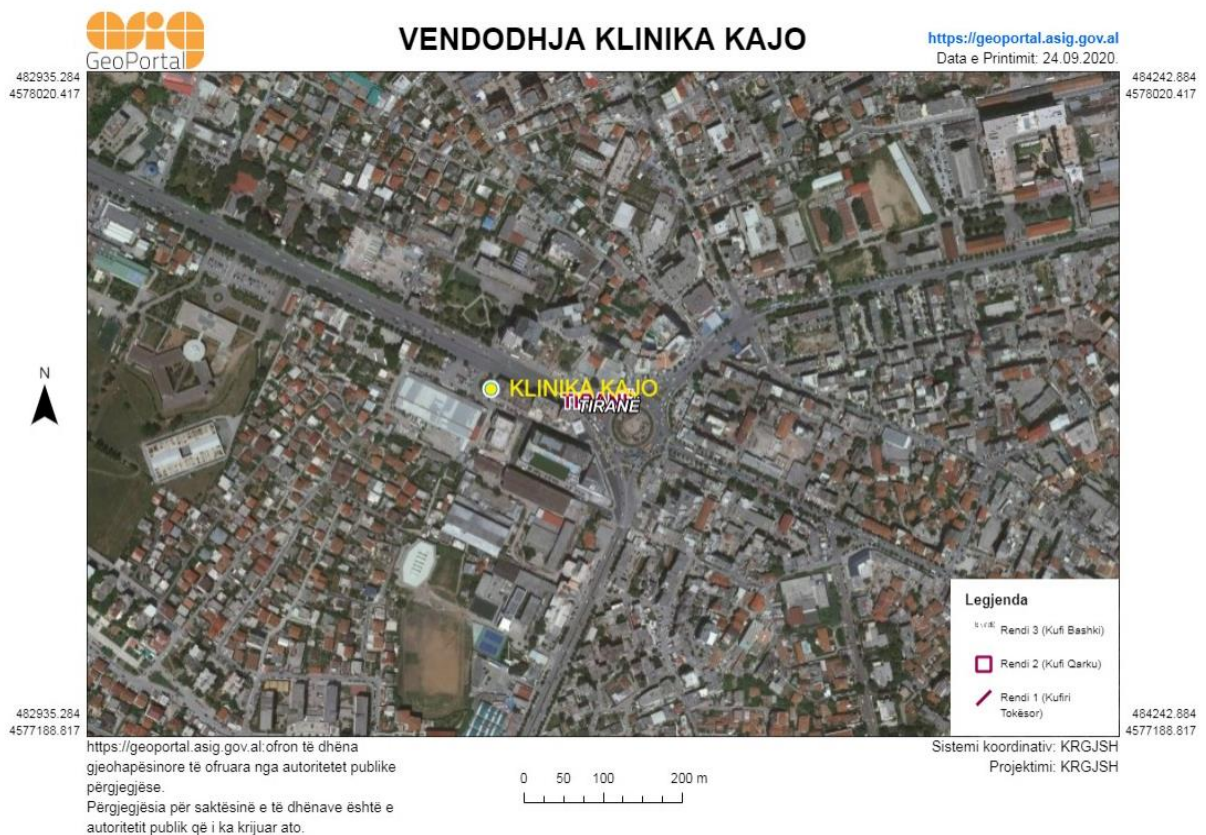 asig
GeoPortal
VENDODHJA KLINIKA KAJO
https://geoportal.asig.gov.al
Data e Printimit: 24.09.2020.
482935.284
4578020.417
484242.884
4578020.417
N
KLINIKA KAJO
TIRANË
TIRANË
Legjenda
Rendi 3 (Kufi Bashki)
Rendi 2 (Kufi Qarku)
Rendi 1 (Kufiri
Tokësor)
482935.284
4577188.817
484242.884
4577188.817
https://geoportal.asig.gov.al:ofron të dhëna
gjeohapësinore të ofruara nga autoritetet publike
përgjegjëse.
Përgjegjësia për saktësinë e të dhënave është e
autoritetit publik që i ka krijuar ato.
0 50 100 200 m
Sistemi koordinativ: KRGJSH
Projektimi: KRGJSH